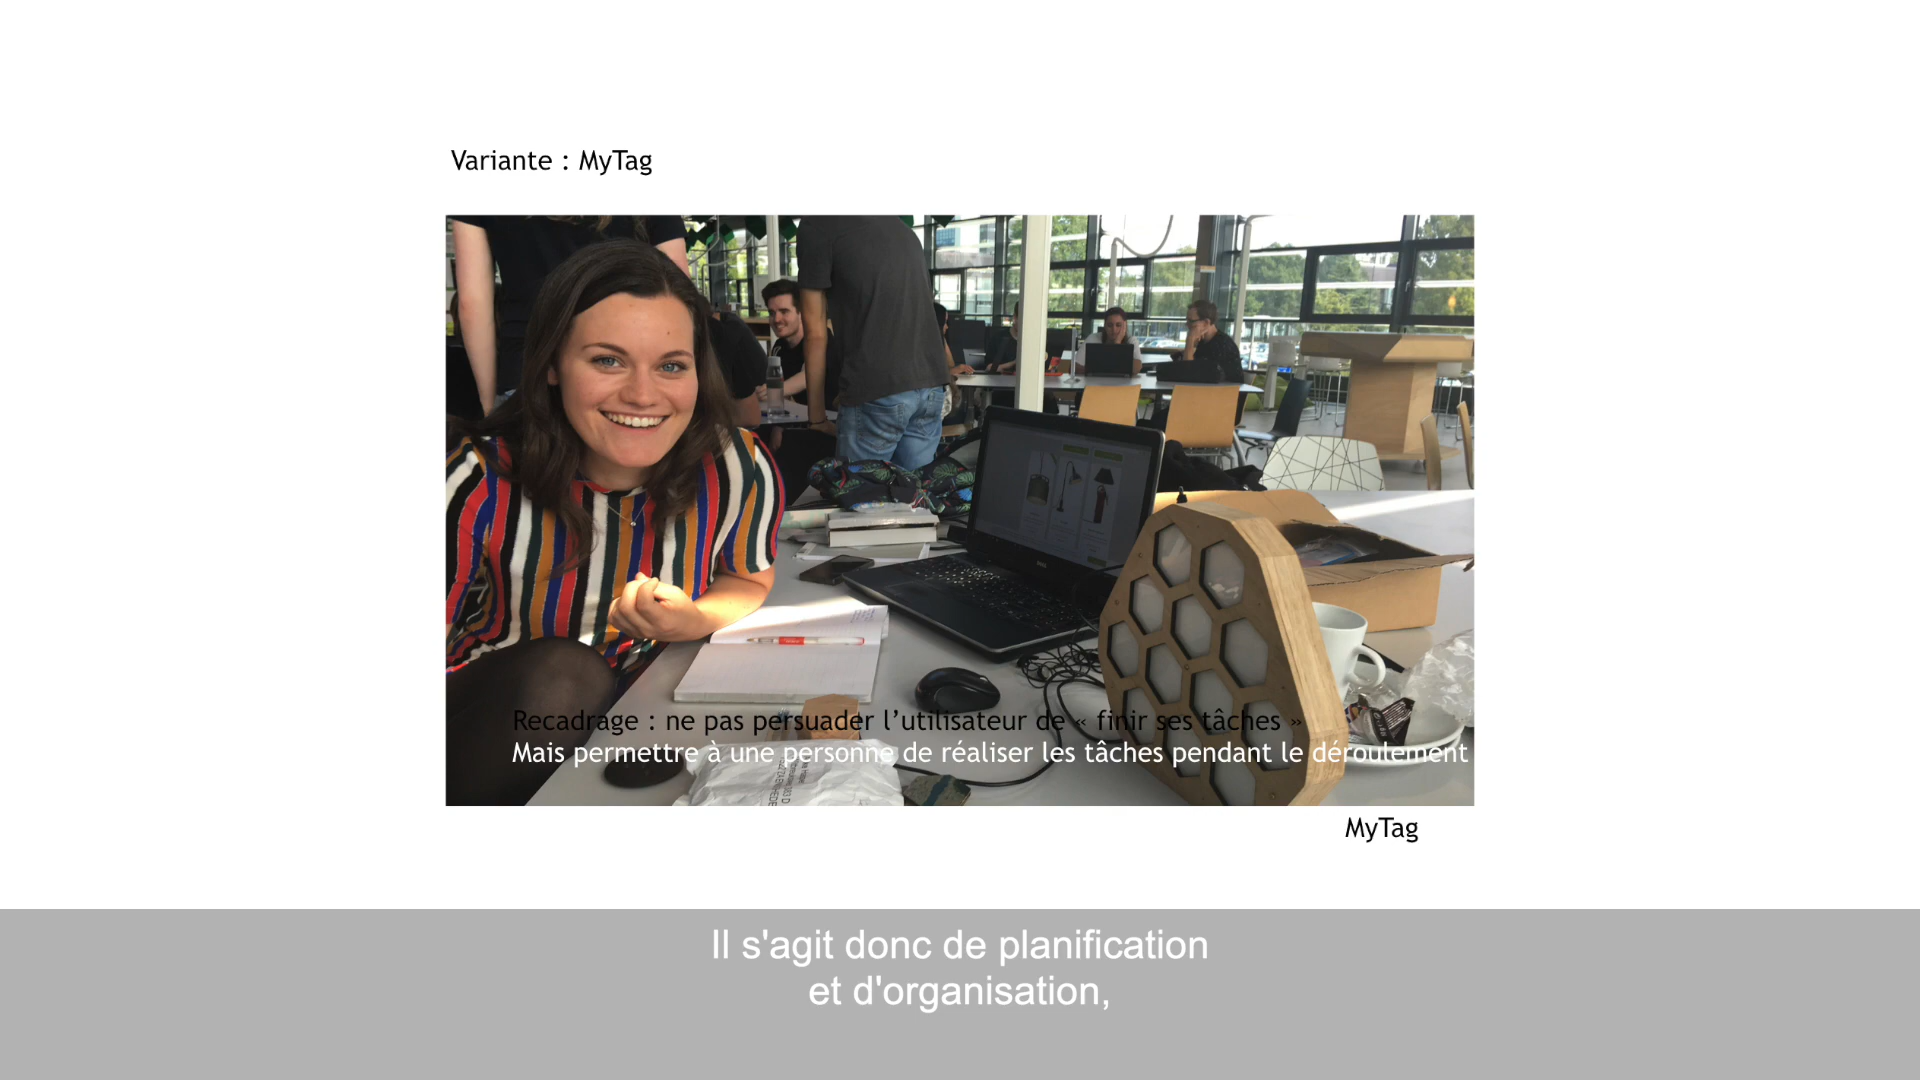 Variante : MyTag
Recadrage : ne pas persuader l’utilisateur de « finir ses tâches »
Mais permettre à une personne de réaliser les tâches pendant le déroulement
MyTag
Il s'agit donc de planification
et d'organisation,